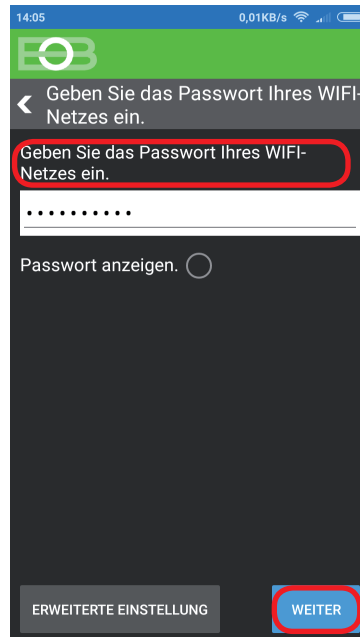 14:05 0,01KB/s
EOB
Geben Sie das Passwort Ihres WIFI-
Netzes ein.
Geben Sie das Passwort Ihres WIFI-
Netzes ein.
••••••••••
Passwort anzeigen.
ERWEITERTE EINSTELLUNG WEITER